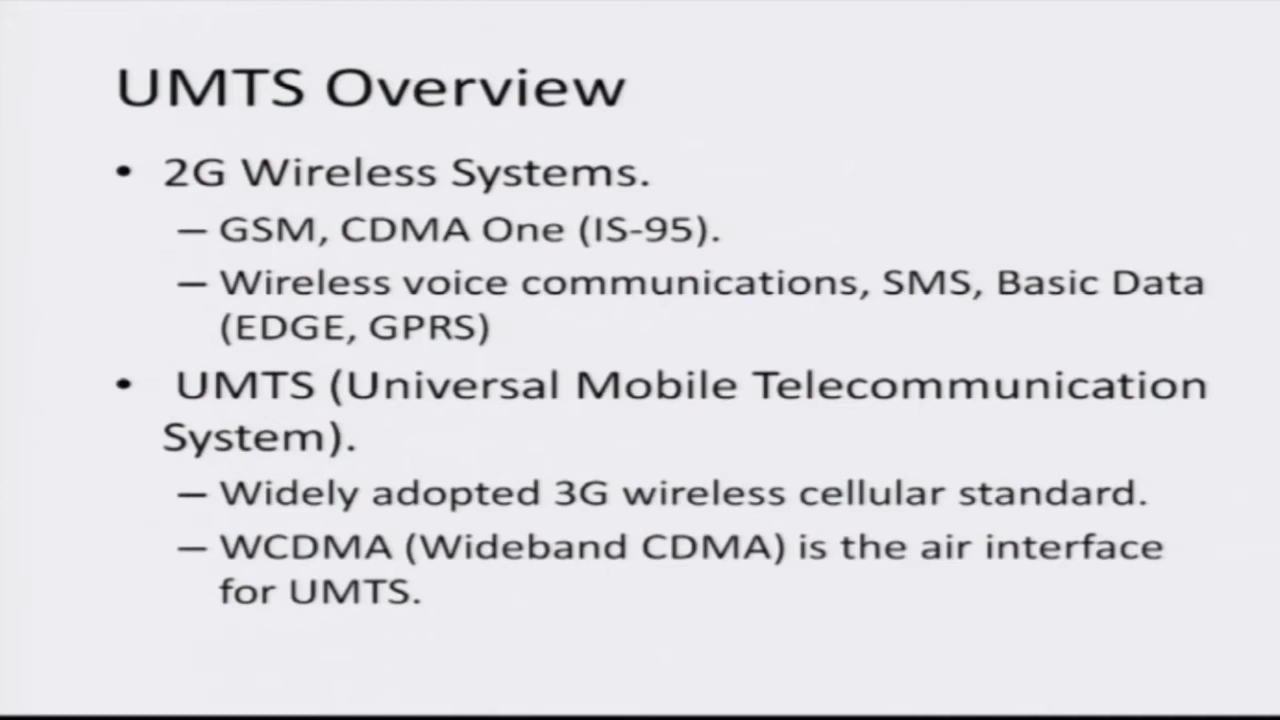 UMTS Overview
• 2G Wireless Systems.
– GSM, CDMA One (IS-95).
– Wireless voice communications, SMS, Basic Data
(EDGE, GPRS)
• UMTS (Universal Mobile Telecommunication
System).
– Widely adopted 3G wireless cellular standard.
– WCDMA (Wideband CDMA) is the air interface
for UMTS.